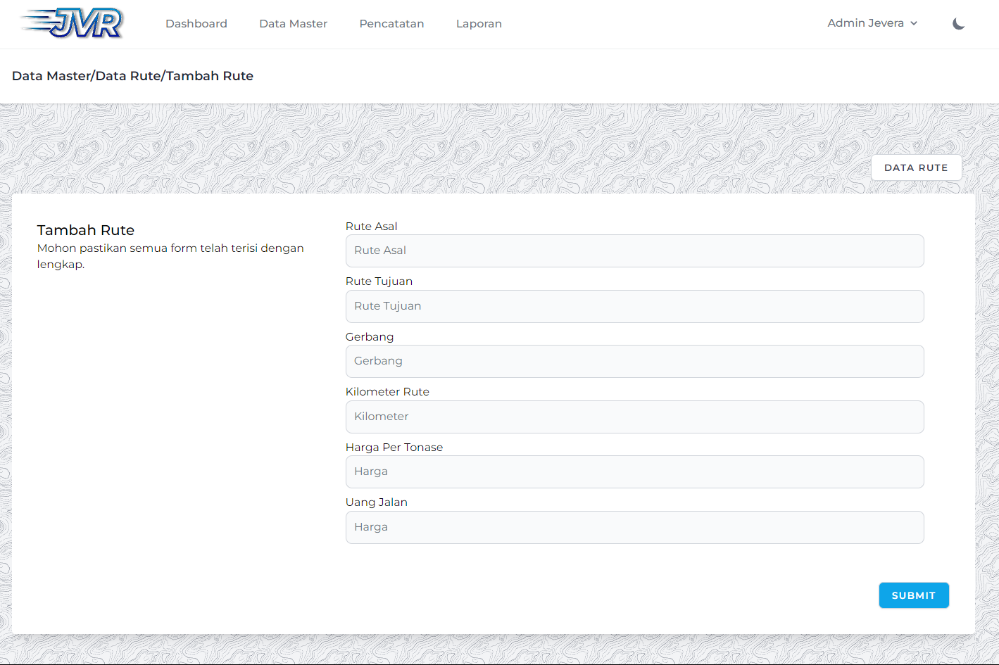 JVR
Dashboard
Data Master
Pencatatan
Laporan
Admin Jevera
Data Master/Data Rute/Tambah Rute
DATA RUTE
Tambah Rute
Mohon pastikan semua form telah terisi dengan
lengkap.
Rute Asal
Rute Asal
Rute Tujuan
Rute Tujuan
Gerbang
Gerbang
Kilometer Rute
Kilometer
Harga Per Tonase
Harga
Uang Jalan
Harga
SUBMIT